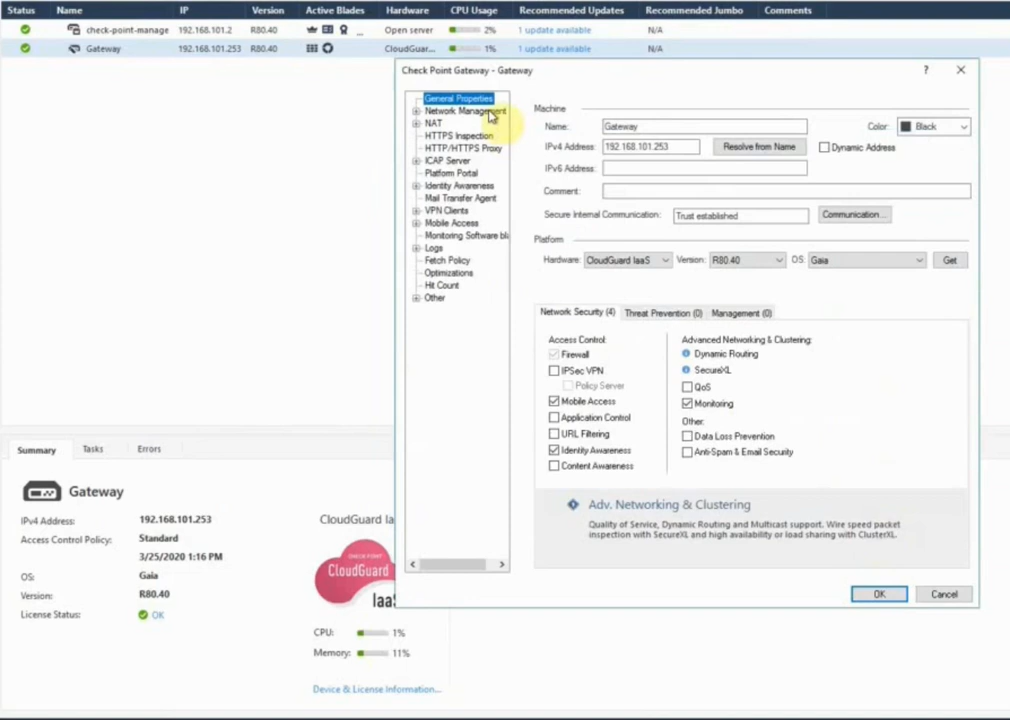 Status Name IP Version Active Blades Hardware CPU Usage Recommended Updates Recommended Jumbo Comments
check-point-manage 192.168.101.2 R80.40 ... Open server 2% 1 update available N/A
Gateway 192.168.101.253 R80.40 CloudGuar... 1% 1 update available N/A
Check Point Gateway - Gateway ?
General Properties
Network Management
NAT
HTTPS Inspection
HTTP/HTTPS Proxy
ICAP Server
Platform Portal
Identity Awareness
Mail Transfer Agent
VPN Clients
Mobile Access
Monitoring Software bl
Logs
Fetch Policy
Optimizations
Hit Count
Other
Machine
Name: Gateway Color: Black
IPv4 Address: 192.168.101.253 Resolve from Name Dynamic Address
IPv6 Address:
Comment:
Secure Internal Communication: Trust established Communication...
Platform
Hardware: CloudGuard IaaS Version: R80.40 OS: Gaia Get
Network Security (4) Threat Prevention (0) Management (0)
Access Control:
Firewall
IPSec VPN
Policy Server
Mobile Access
Application Control
URL Filtering
Identity Awareness
Content Awareness
Advanced Networking & Clustering:
Dynamic Routing
SecureXL
QoS
Monitoring
Other:
Data Loss Prevention
Anti-Spam & Email Security
Adv. Networking & Clustering
Quality of Service, Dynamic Routing and Multicast support. Wire speed packet
inspection with SecureXL and high availability or load sharing with ClusterXL.
OK Cancel
Summary Tasks Errors
Gateway
IPv4 Address: 192.168.101.253
Access Control Policy: Standard
3/25/2020 1:16 PM
OS: Gaia
Version: R80.40
License Status: OK
CloudGuard Ia
CHECK POINT
CloudGuard
IaaS
CPU: 1%
Memory: 11%
Device & License Information...